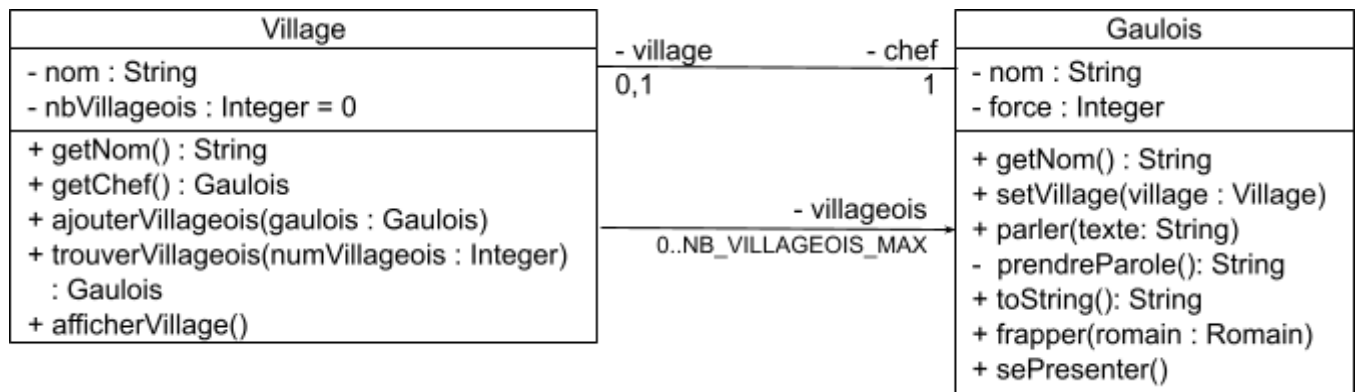 Village
- nom : String
- nbVillageois : Integer = 0
+ getNom() : String
+ getChef() : Gaulois
+ ajouterVillageois(gaulois : Gaulois)
+ trouverVillageois(numVillageois : Integer)
: Gaulois
+ afficherVillage()
- village
- chef
0,1
1
- villageois
0..NB_VILLAGEOIS_MAX
Gaulois
- nom : String
- force : Integer
+ getNom() : String
+ setVillage(village : Village)
+ parler(texte: String)
- prendreParole(): String
+ toString(): String
+ frapper(romain : Romain)
+ sePresenter()